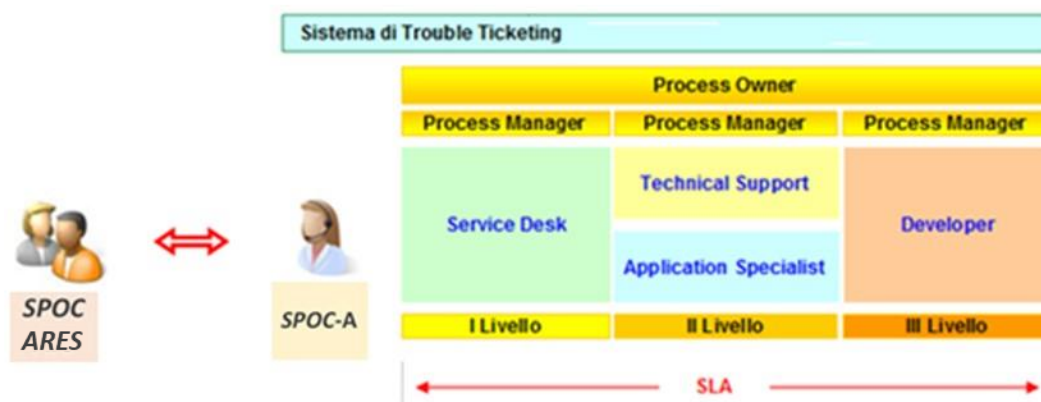 Sistema di Trouble Ticketing
Process Owner
Process Manager Process Manager Process Manager
Technical Support
Service Desk
Developer
Application Specialist
SPOC
ARES
SPOC-A
I Livello II Livello III Livello
SLA